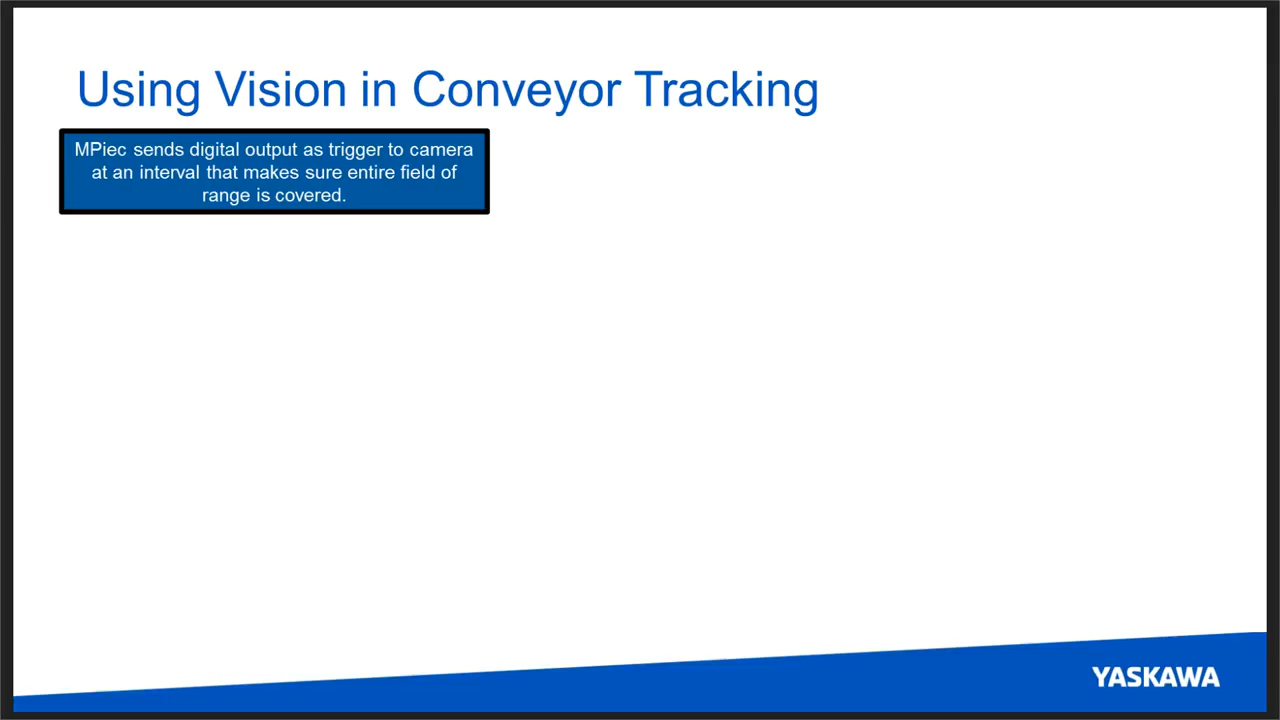 Using Vision in Conveyor Tracking
MPiec sends digital output as trigger to camera
at an interval that makes sure entire field of
range is covered.
YASKAWA